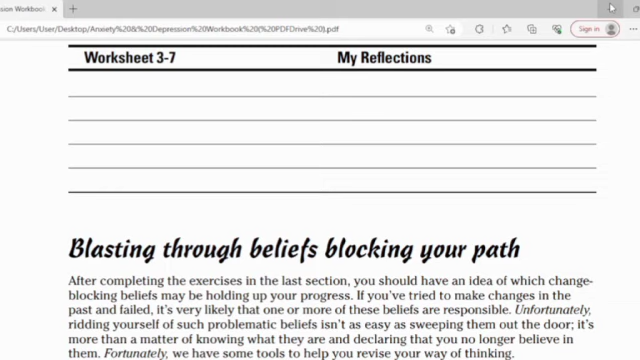 ssion Workbook
C:/Users/User/Desktop/Anxiety%20&%20Depression%20Workbook%20(%20PDFDrive%20).pdf
Sign in
Worksheet 3-7 My Reflections
Blasting through beliefs blocking your path
After completing the exercises in the last section, you should have an idea of which change-
blocking beliefs may be holding up your progress. If you've tried to make changes in the
past and failed, it's very likely that one or more of these beliefs are responsible. Unfortunately,
ridding yourself of such problematic beliefs isn't as easy as sweeping them out the door; it's
more than a matter of knowing what they are and declaring that you no longer believe in
them. Fortunately, we have some tools to help you revise your way of thinking.